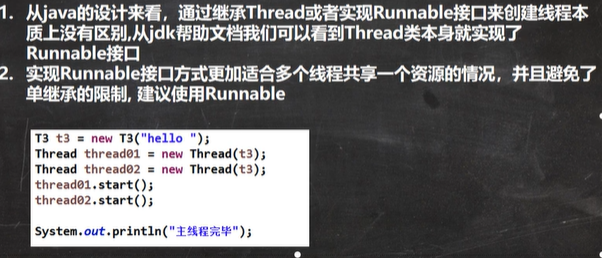 1. 从java的设计来看，通过继承Thread或者实现Runnable接口来创建线程本
质上没有区别,从jdk帮助文档我们可以看到Thread类本身就实现了
Runnable接口
2. 实现Runnable接口方式更加适合多个线程共享一个资源的情况，并且避免了
单继承的限制, 建议使用Runnable
T3 t3 = new T3("hello ");
Thread thread01 = new Thread(t3);
Thread thread02 = new Thread(t3);
thread01.start();
thread02.start();
System.out.println("主线程完毕");